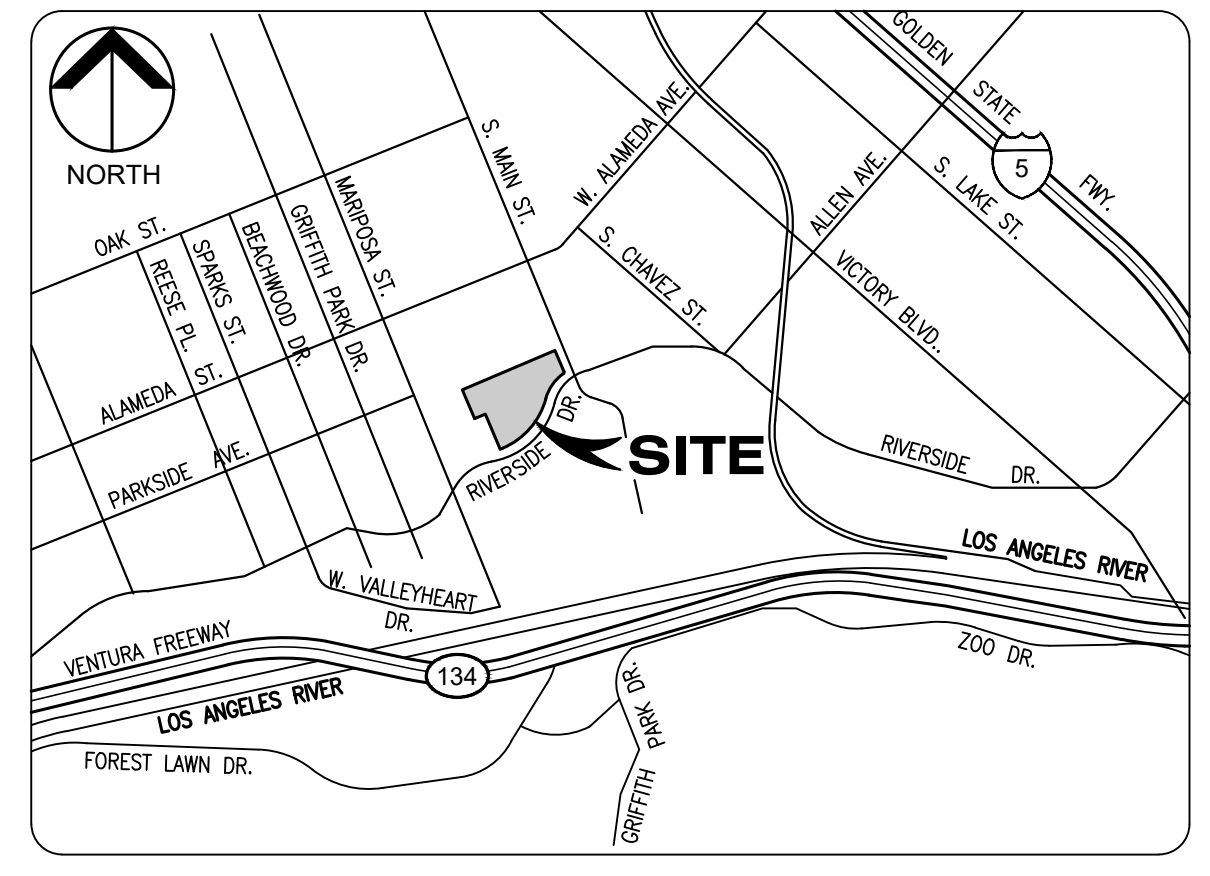 NORTH
GOLDEN STATE
5
FWY.
S. MAIN ST.
W. ALAMEDA AVE.
ALLEN AVE.
S. LAKE ST.
OAK ST.
REESE PL.
SPARKS ST.
BEACHWOOD DR.
GRIFFITH PARK DR.
MARIPOSA ST.
S. CHAVEZ ST.
VICTORY BLVD..
ALAMEDA ST.
PARKSIDE AVE.
RIVERSIDE DR.
SITE
RIVERSIDE DR.
LOS ANGELES RIVER
W. VALLEYHEART
DR.
VENTURA FREEWAY
134
ZOO DR.
LOS ANGELES RIVER
FOREST LAWN DR.
GRIFFITH PARK DR.